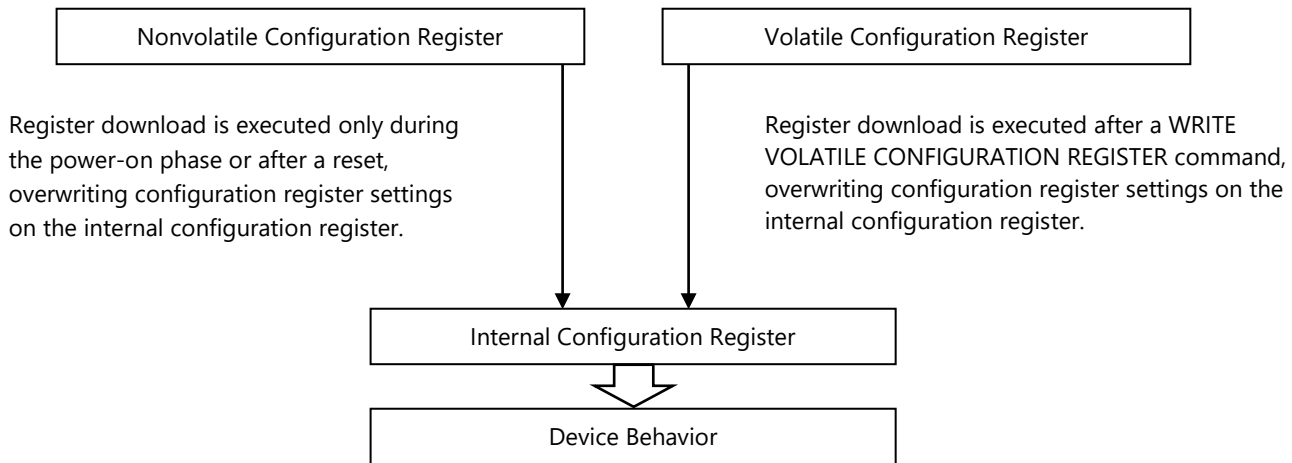 Nonvolatile Configuration Register
Volatile Configuration Register
Register download is executed only during
the power-on phase or after a reset,
overwriting configuration register settings
on the internal configuration register.
Register download is executed after a WRITE
VOLATILE CONFIGURATION REGISTER command,
overwriting configuration register settings on the
internal configuration register.
Internal Configuration Register
Device Behavior